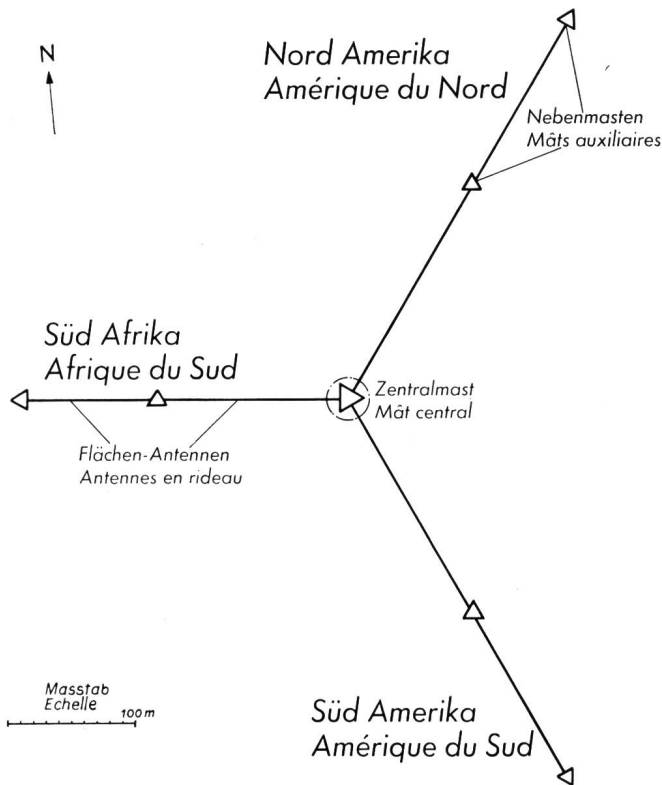 N
Nord Amerika
Amérique du Nord
Nebenmasten
Mâts auxiliaires
Süd Afrika
Afrique du Sud
Zentralmast
Mât central
Flächen-Antennen
Antennes en rideau
Masstab
Echelle
100 m
Süd Amerika
Amérique du Sud